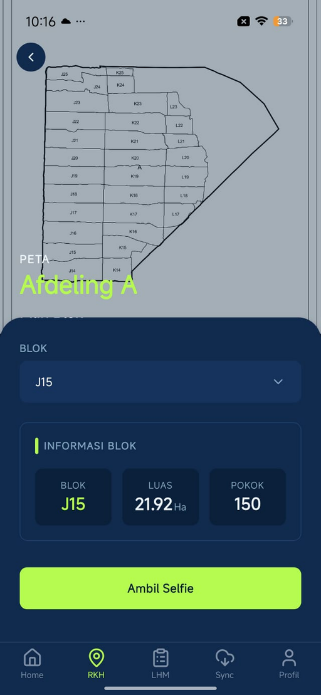 10:16
33
J25
K25
J24
K24
J23
K23
L23
J22
K22
L22
J21
K21
L21
J20
K20
L20
A
J19
K19
L19
J18
K18
L18
J17
K17
L17
J16
K16
J15
K15
J14
K14
PETA
Afdeling A
BLOK
J15
INFORMASI BLOK
BLOK
LUAS
POKOK
J15
21.92 Ha
150
Ambil Selfie
Home
RKH
LHM
Sync
Profil